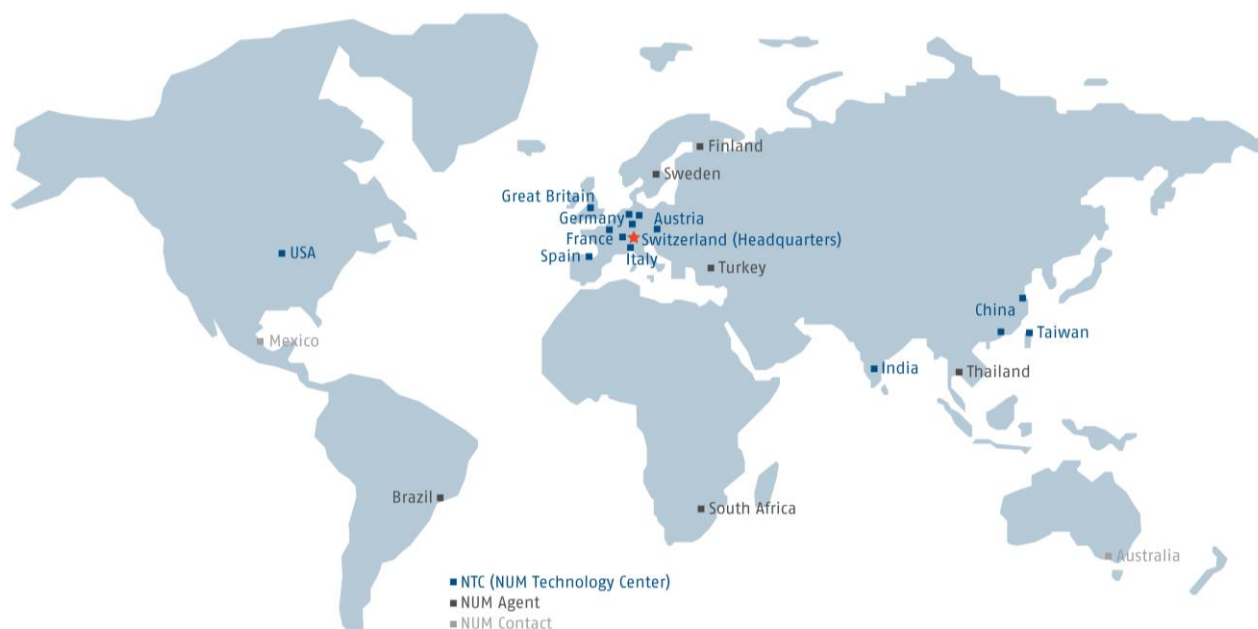 Finland
Sweden
Great Britain
Germany
Austria
France
Switzerland (Headquarters)
USA
Spain
Italy
Turkey
China
Mexico
Taiwan
India
Thailand
Brazil
South Africa
Australia
NTC (NUM Technology Center)
NUM Agent
NUM Contact